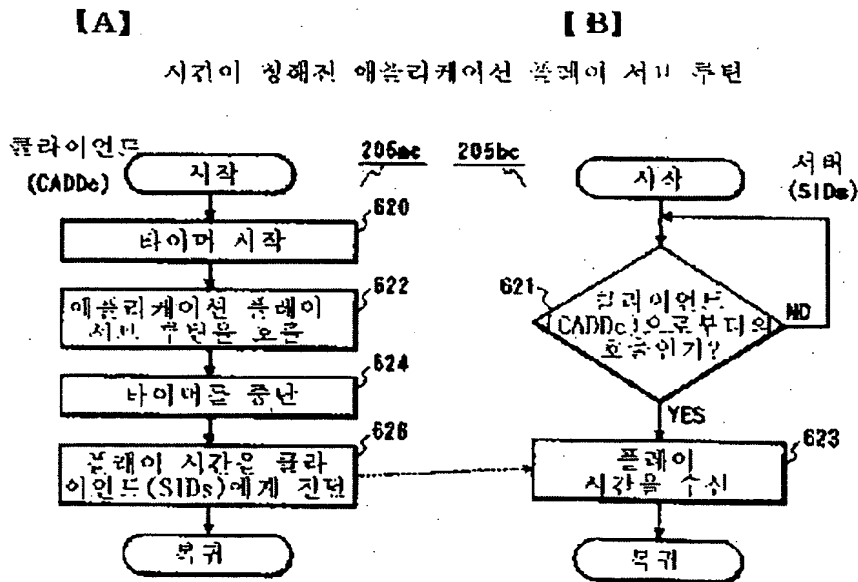 [A]
[B]
시간이 정해진 애플리케이션 플레이 서브 루틴
클라이언트
(CADDc)
시작
206mc
620
타이머 시작
622
애플리케이션 플레이
서브 루틴을 호출
624
타이머를 중단
626
플레이 시간은 클라
이언트(SIDs)에게 전달
복귀
205bc
서버
(SIDs)
시작
621
클라이언트
CADDc)으로부터의
호출인가?
NO
YES
623
플레이
시간을 수신
복귀